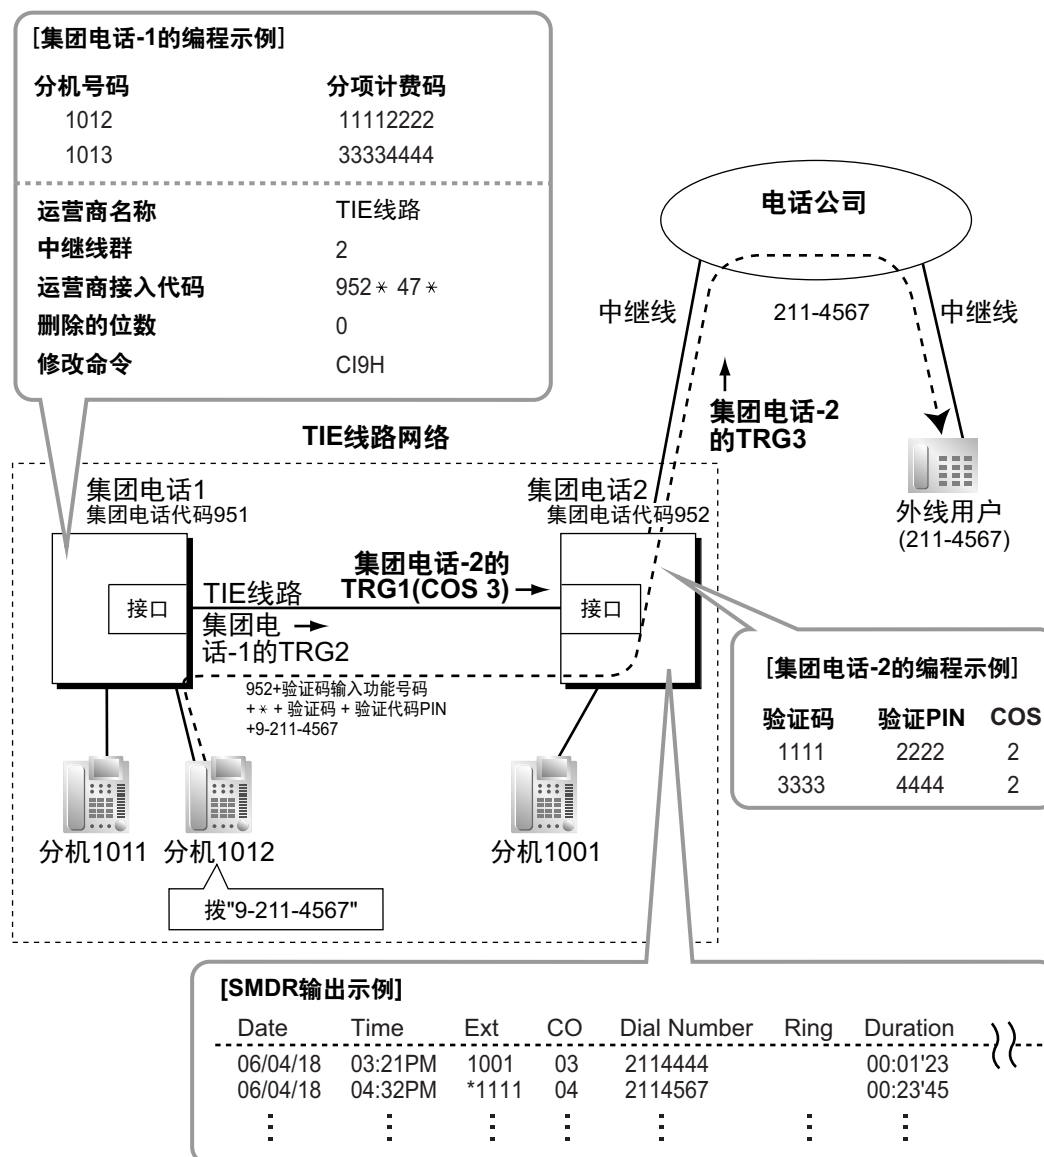 [集团电话-1的编程示例]
分机号码 分项计费码
1012 11112222
1013 33334444
运营商名称 TIE线路
中继线群 2
运营商接入代码 952＊47＊
删除的位数 0
修改命令 CI9H
电话公司
中继线 211-4567 中继线
集团电话-2
的TRG3
外线用户
(211-4567)
TIE线路网络
集团电话1
集团电话代码951
集团电话2
集团电话代码952
集团电话-2的
TRG1(COS 3)
接口
TIE线路
接口
集团电
话-1的TRG2
952+验证码输入功能号码
+＊+ 验证码 + 验证代码PIN
+9-211-4567
[集团电话-2的编程示例]
验证码 验证PIN COS
1111 2222 2
3333 4444 2
分机1011 分机1012 分机1001
拨"9-211-4567"
[SMDR输出示例]
Date Time Ext CO Dial Number Ring Duration
06/04/18 03:21PM 1001 03 2114444 00:01'23
06/04/18 04:32PM *1111 04 2114567 00:23'45